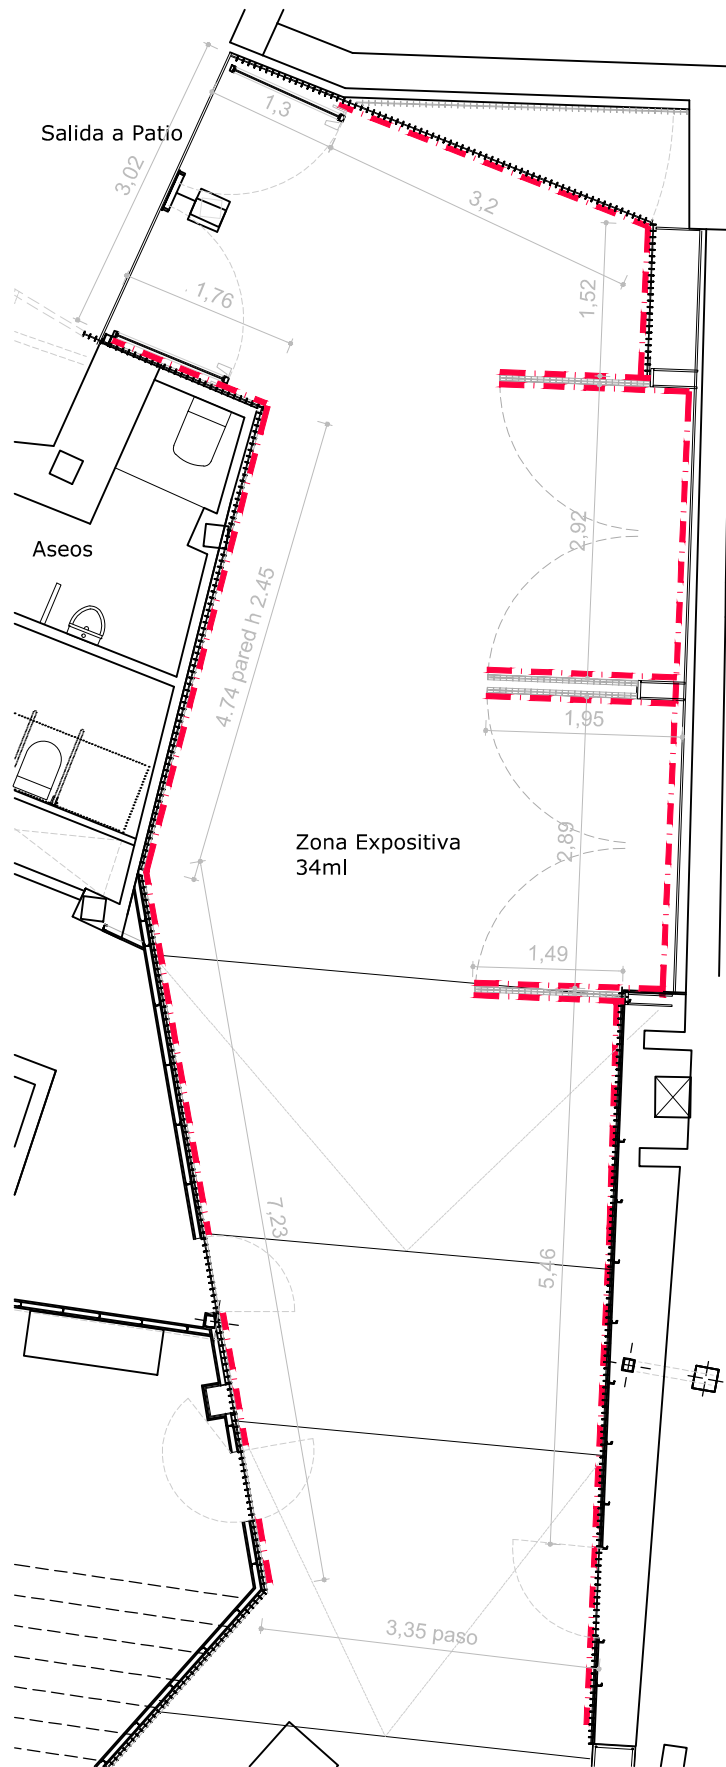 1,3
Salida a Patio
3,02
3,2
1,76
1,52
2,92
Aseos
4.74 pared h 2.45
1,95
2,89
Zona Expositiva
34ml
1,49
7,23
5,46
3,35 paso